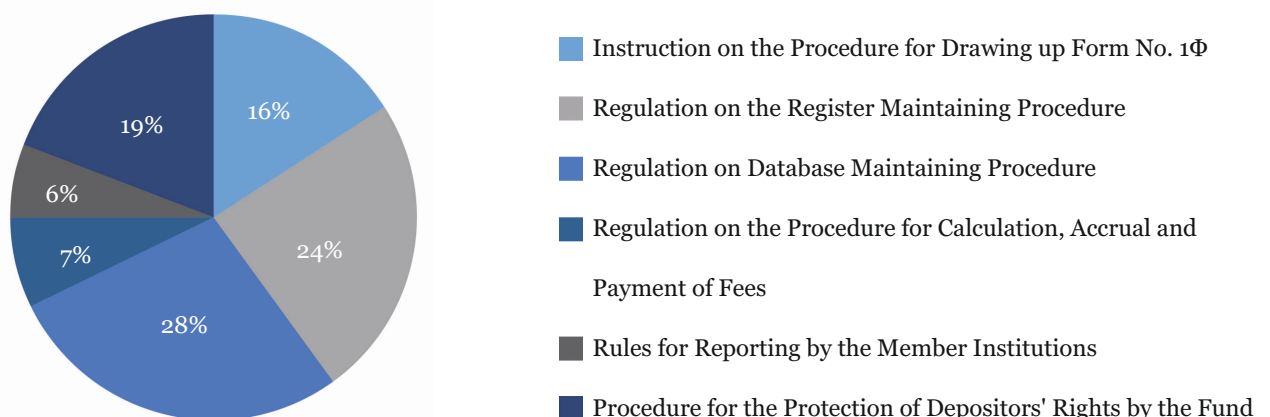 16%
19%
6%
24%
7%
28%
Instruction on the Procedure for Drawing up Form No. 1Ф
Regulation on the Register Maintaining Procedure
Regulation on Database Maintaining Procedure
Regulation on the Procedure for Calculation, Accrual and
Payment of Fees
Rules for Reporting by the Member Institutions
Procedure for the Protection of Depositors' Rights by the Fund